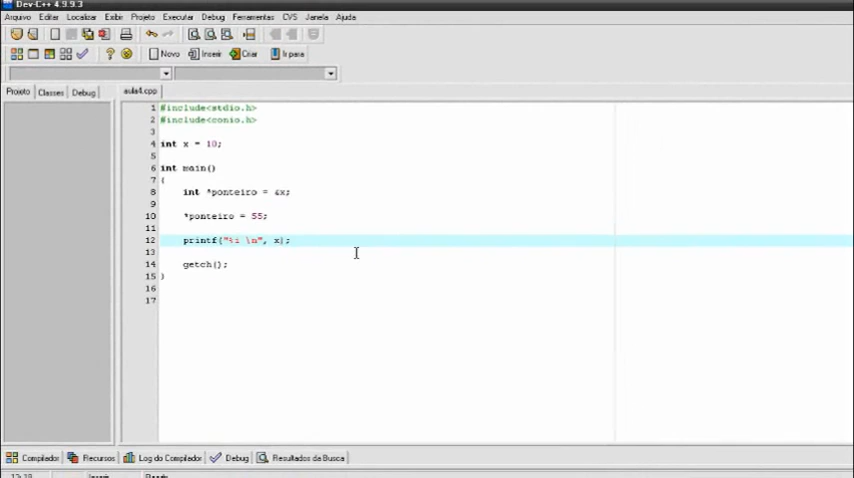 Dev-C++ 4.9.9.3
Arquivo Editar Localizar Exibir Projeto Executar Debug Ferramentas CVS Janela Ajuda
Novo Inserir Criar Ir para
Projeto Classes Debug aula4.cpp
1 #include<stdio.h>
2 #include<conio.h>
3
4 int x = 10;
5
6 int main()
7 {
8 int *ponteiro = &x;
9
10 *ponteiro = 55;
11
12 printf("%i \n", x);
13
14 getch();
15 }
16
17
Compilador Recursos Log do Compilador Debug Resultados da Busca